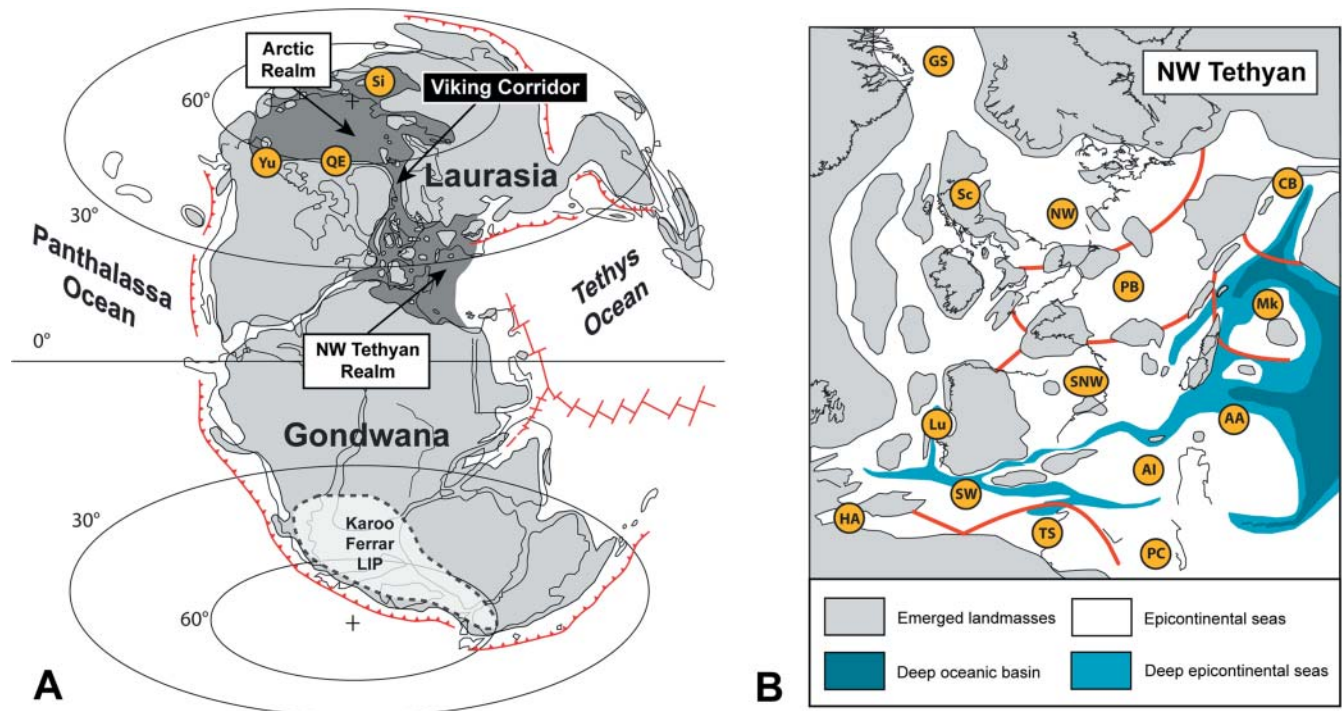 Arctic
Realm
Si
Viking Corridor
60°
Yu
QE
Laurasia
30°
Panthalassa
Ocean
Tethys
Ocean
0°
NW Tethyan
Realm
Gondwana
30°
Karoo
Ferrar
LIP
60°
A
NW Tethyan
GS
CB
Sc
NW
PB
Mk
SNW
Lu
AA
AI
SW
HA
TS
PC
Emerged landmasses
Epicontinental seas
Deep oceanic basin
Deep epicontinental seas
B